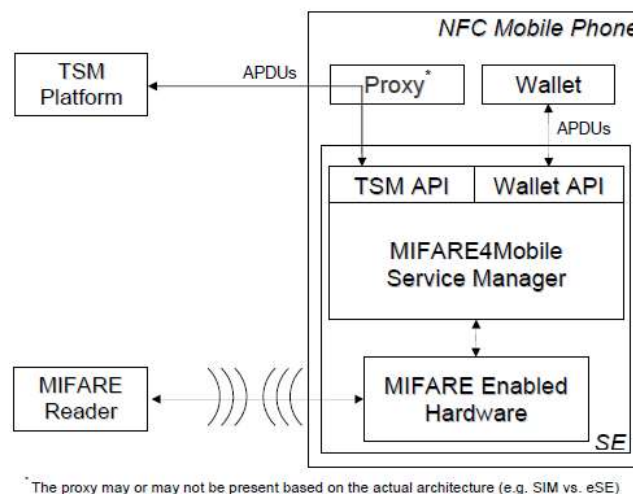 NFC Mobile Phone
TSM
Platform
APDUs
Proxy*
Wallet
APDUs
TSM API
Wallet API
MIFARE4Mobile
Service Manager
MIFARE
Reader
MIFARE Enabled
Hardware
SE
* The proxy may or may not be present based on the actual architecture (e.g. SIM vs. eSE)